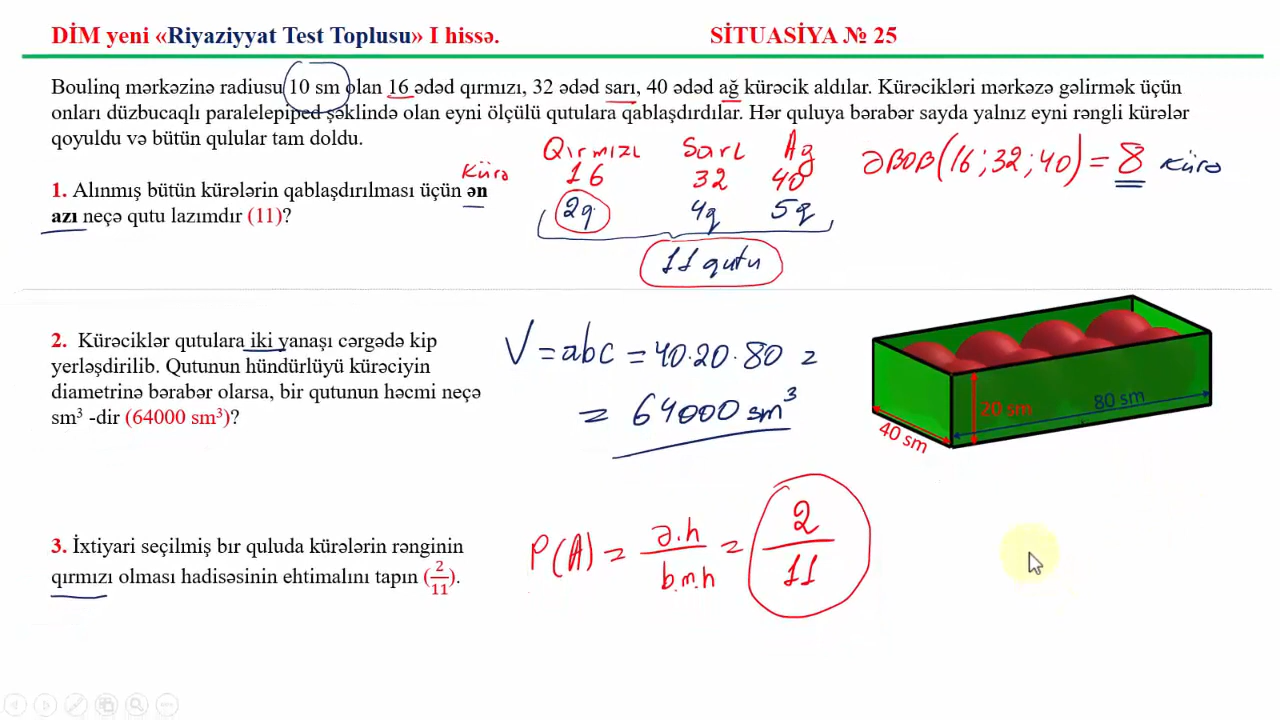 DİM yeni «Riyaziyyat Test Toplusu» I hissə.
SİTUASİYA № 25
Boulinq mərkəzinə radiusu 10 sm olan 16 ədəd qırmızı, 32 ədəd sarı, 40 ədəd ağ kürəcik aldılar. Kürəcikləri mərkəzə gəlirmək üçün
onları düzbucaqlı paralelepiped şəklində olan eyni ölçülü qutulara qablaşdırdılar. Hər quluya bərabər sayda yalnız eyni rəngli kürələr
qoyuldu və bütün qulular tam doldu.
Qırmızı Sarı Ağ
ƏBOB(16;32;40) = 8 kürə
kürə 16 32 40
1. Alınmış bütün kürələrin qablaşdırılması üçün ən
azı neçə qutu lazımdır (11)?
2q 4q 5q
11 qutu
2. Kürəciklər qutulara iki yanaşı cərgədə kip
yerləşdirilib. Qutunun hündürlüyü kürəciyin
diametrinə bərabər olarsa, bir qutunun həcmi neçə
sm³ -dir (64000 sm³)?
V = abc = 40·20·80 =
= 64000 sm³
20 sm
80 sm
40 sm
3. İxtiyari seçilmiş bır quluda kürələrin rənginin
qırmızı olması hadisəsinin ehtimalını tapın (2/11).
P(A) = ə.h/b.m.h = 2/11